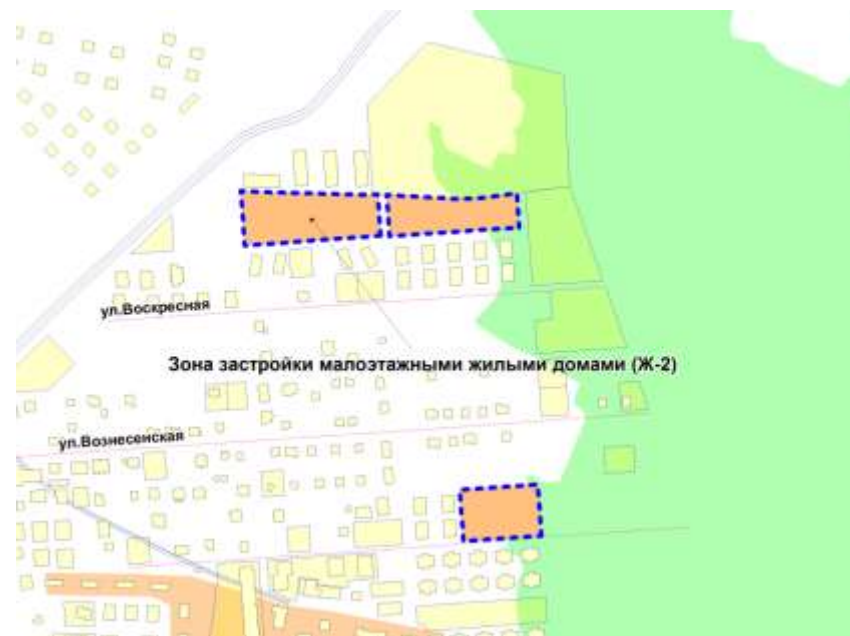 ул.Воскресная
Зона застройки малоэтажными жилыми домами (Ж-2)
ул.Вознесенская